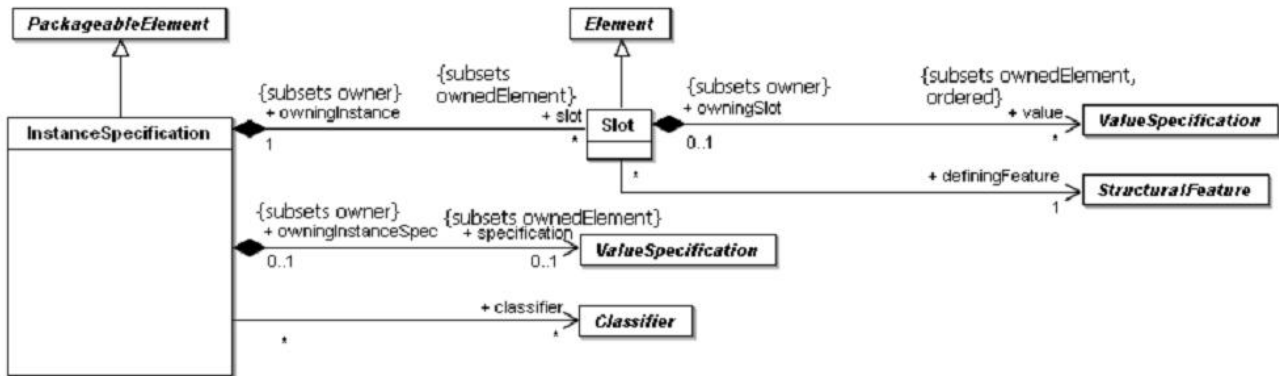 PackageableElement
Element
{subsets owner}
+ owningInstance
1
{subsets
ownedElement}
+ slot
*
InstanceSpecification
Slot
{subsets owner}
+ owningSlot
0..1
{subsets ownedElement,
ordered}
+ value
*
ValueSpecification
*
+ definingFeature
1
StructuralFeature
{subsets owner}
+ owningInstanceSpec
0..1
{subsets ownedElement}
+ specification
0..1
ValueSpecification
+ classifier
*
*
Classifier